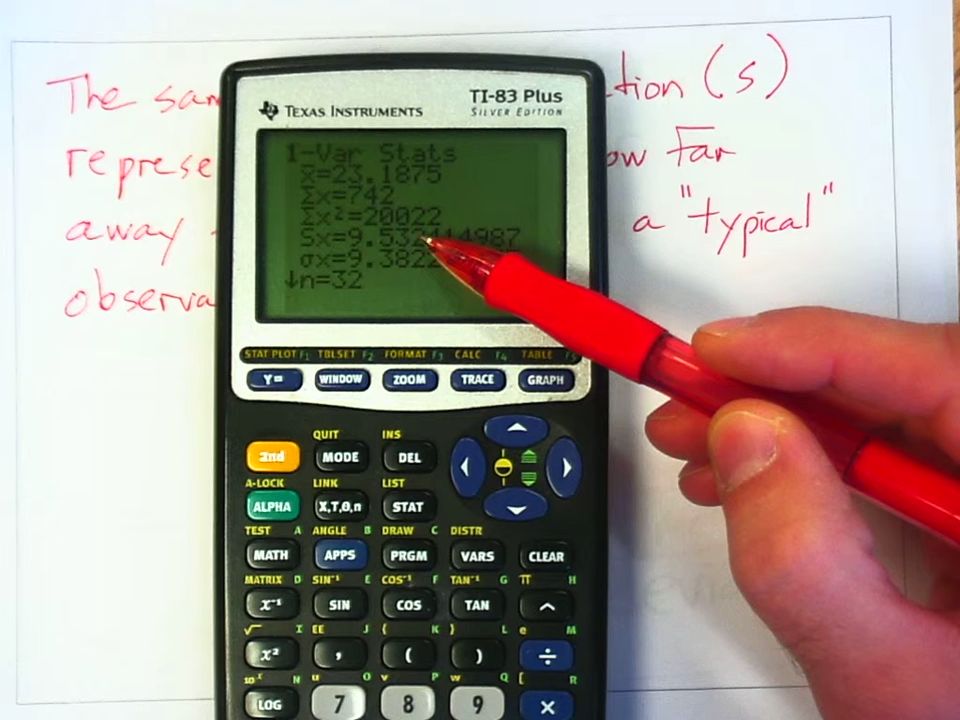 The sam tion (s)
represe ow far
away a "typical"
observa
TEXAS INSTRUMENTS
TI-83 Plus
SILVER EDITION
1-Var Stats
x̄=23.1875
Σx=742
Σx²=20022
Sx=9.532414987
σx=9.3822
↓n=32
STAT PLOT F1 TBLSET F2 FORMAT F3 CALC F4 TABLE F5
Y= WINDOW ZOOM TRACE GRAPH
QUIT INS
2nd MODE DEL
A-LOCK LINK LIST
ALPHA X,T,θ,n STAT
TEST A ANGLE B DRAW C DISTR
MATH APPS PRGM VARS CLEAR
MATRIX D SIN⁻¹ E COS⁻¹ F TAN⁻¹ G π H
x⁻¹ SIN COS TAN ^
√ I EE J { K } L e M
x² , ( ) ÷
10ˣ N u O v P w Q [ R
LOG 7 8 9 ×